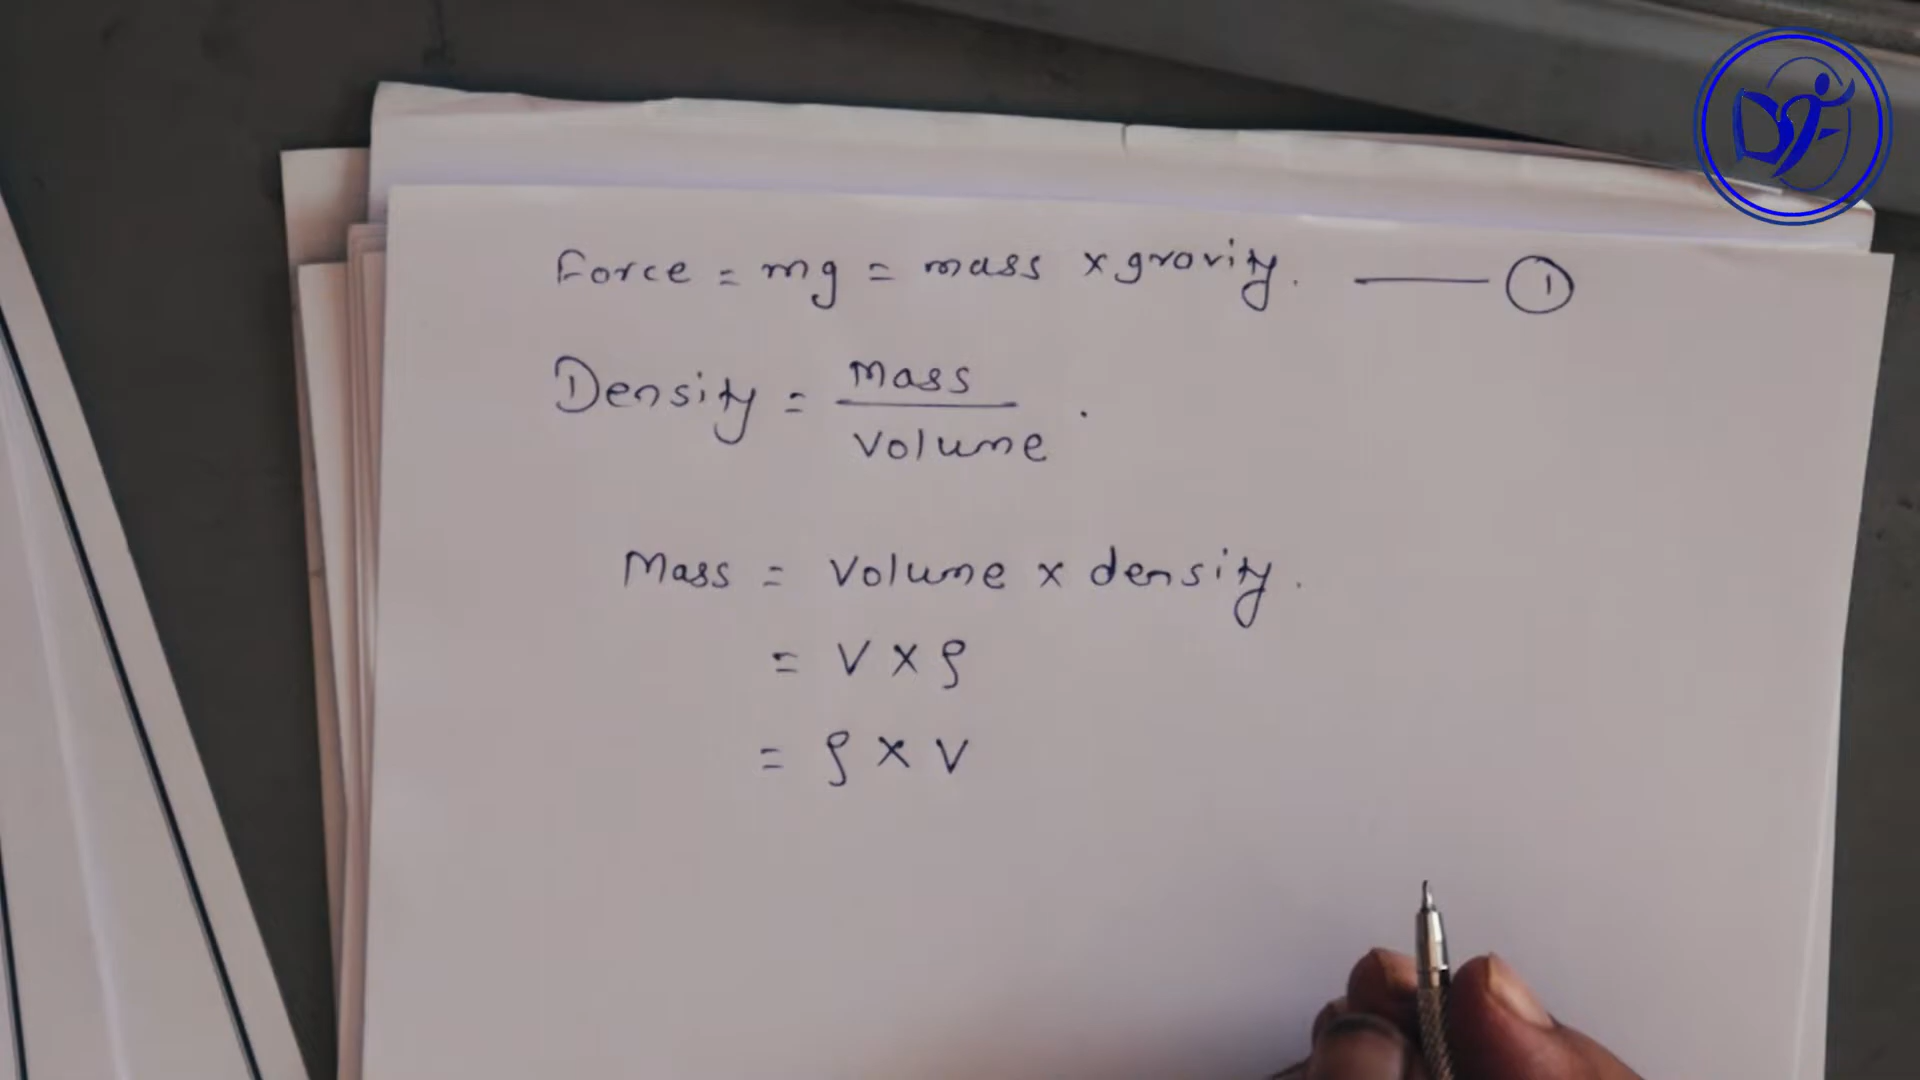 Force = mg = mass × gravity. —— ①
Density = Mass / Volume .
Mass = Volume × density.
= V × ρ
= ρ × V